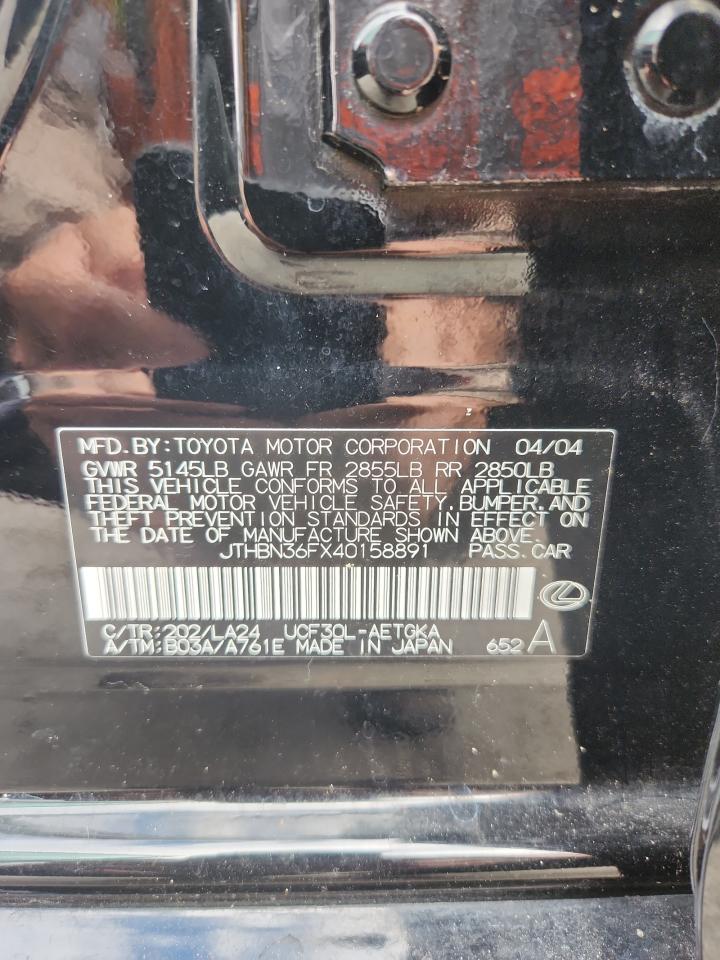 MFD.BY:TOYOTA MOTOR CORPORATION 04/04
GVWR 5145LB GAWR FR 2855LB RR 2850LB
THIS VEHICLE CONFORMS TO ALL APPLICABLE
FEDERAL MOTOR VEHICLE SAFETY,BUMPER,AND
THEFT PREVENTION STANDARDS IN EFFECT ON
THE DATE OF MANUFACTURE SHOWN ABOVE.
JTHBN36FX40158891 PASS.CAR
C/TR:202/LA24 UCF30L-AETGKA
A/TM:B03A/A761E MADE IN JAPAN 652 A